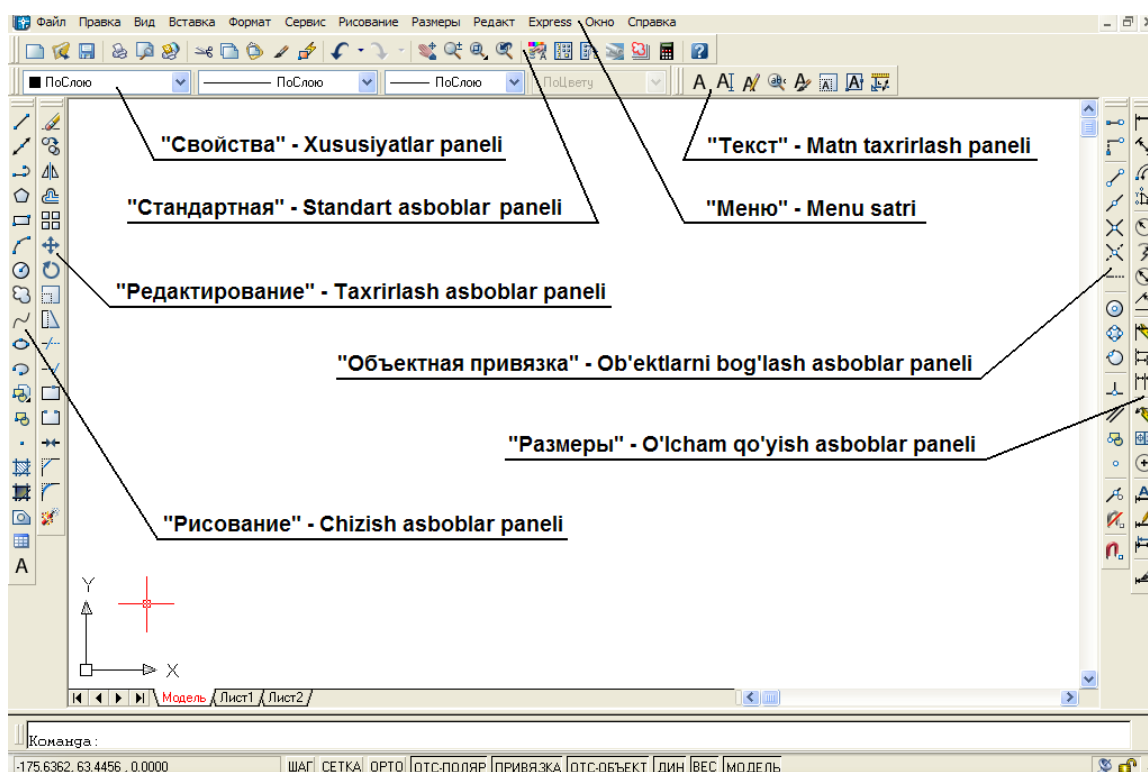 Файл Правка Вид Вставка Формат Сервис Рисование Размеры Редакт Express Окно Справка
ПоСлою ПоСлою ПоСлою ПоЦвету
"Свойства" - Xususiyatlar paneli
"Текст" - Matn taxrirlash paneli
"Стандартная" - Standart asboblar paneli
"Меню" - Menu satri
"Редактирование" - Taxrirlash asboblar paneli
"Объектная привязка" - Ob'ektlarni bog'lash asboblar paneli
"Размеры" - O'lcham qo'yish asboblar paneli
"Рисование" - Chizish asboblar paneli
Y
X
Модель Лист1 Лист2
Команда:
-175.6362, 63.4456 , 0.0000 ШАГ СЕТКА ОРТО ОТС-ПОЛЯР ПРИВЯЗКА ОТС-ОБЪЕКТ ДИН ВЕС МОДЕЛЬ